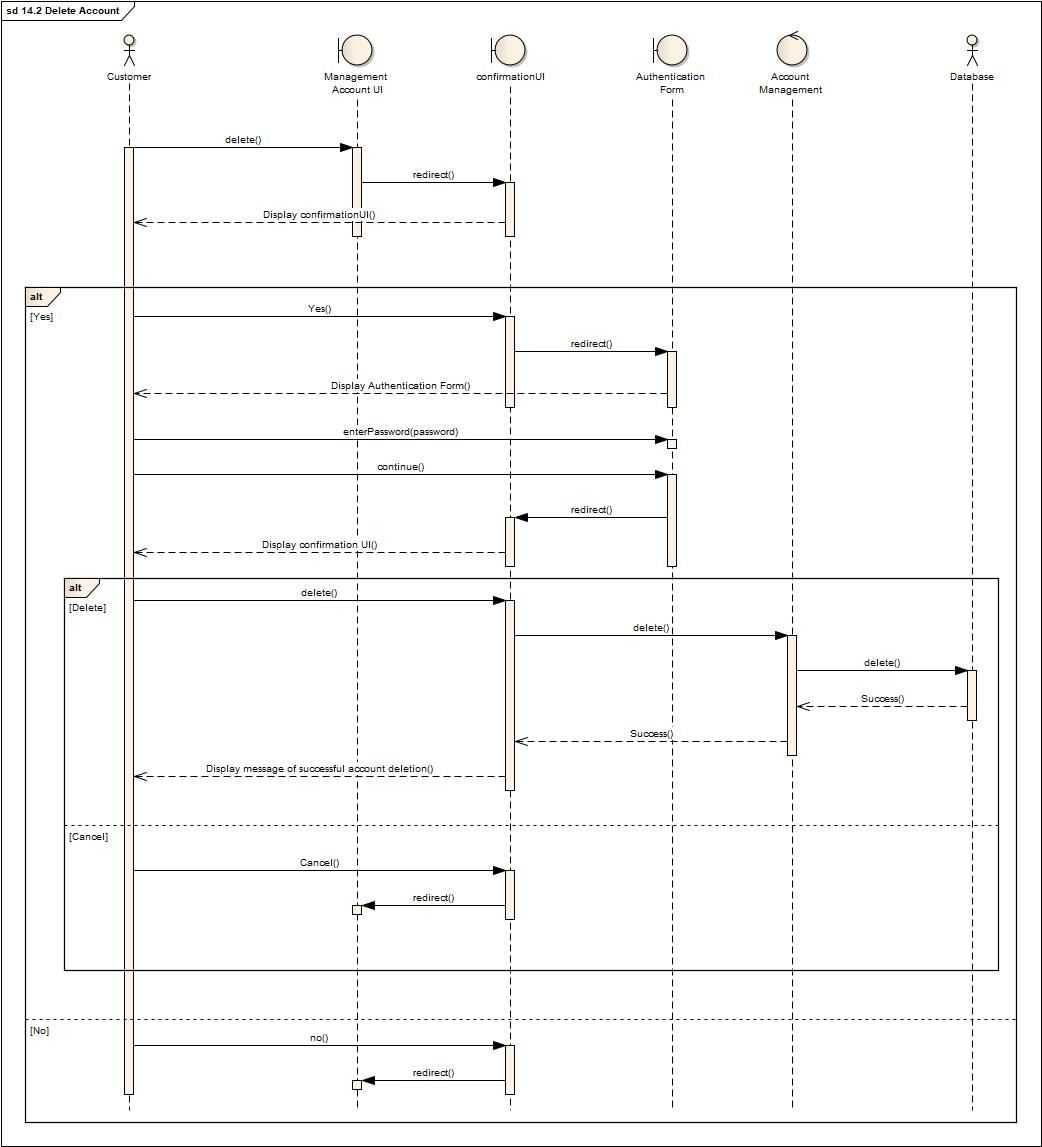 sd 14.2 Delete Account
Customer
Management
Account UI
confirmationUI
Authentication
Form
Account
Management
Database
delete()
redirect()
Display confirmationUI()
alt
[Yes]
Yes()
redirect()
Display Authentication Form()
enterPassword(password)
continue()
redirect()
Display confirmation UI()
alt
[Delete]
delete()
delete()
delete()
Success()
Success()
Display message of successful account deletion()
[Cancel]
Cancel()
redirect()
[No]
no()
redirect()